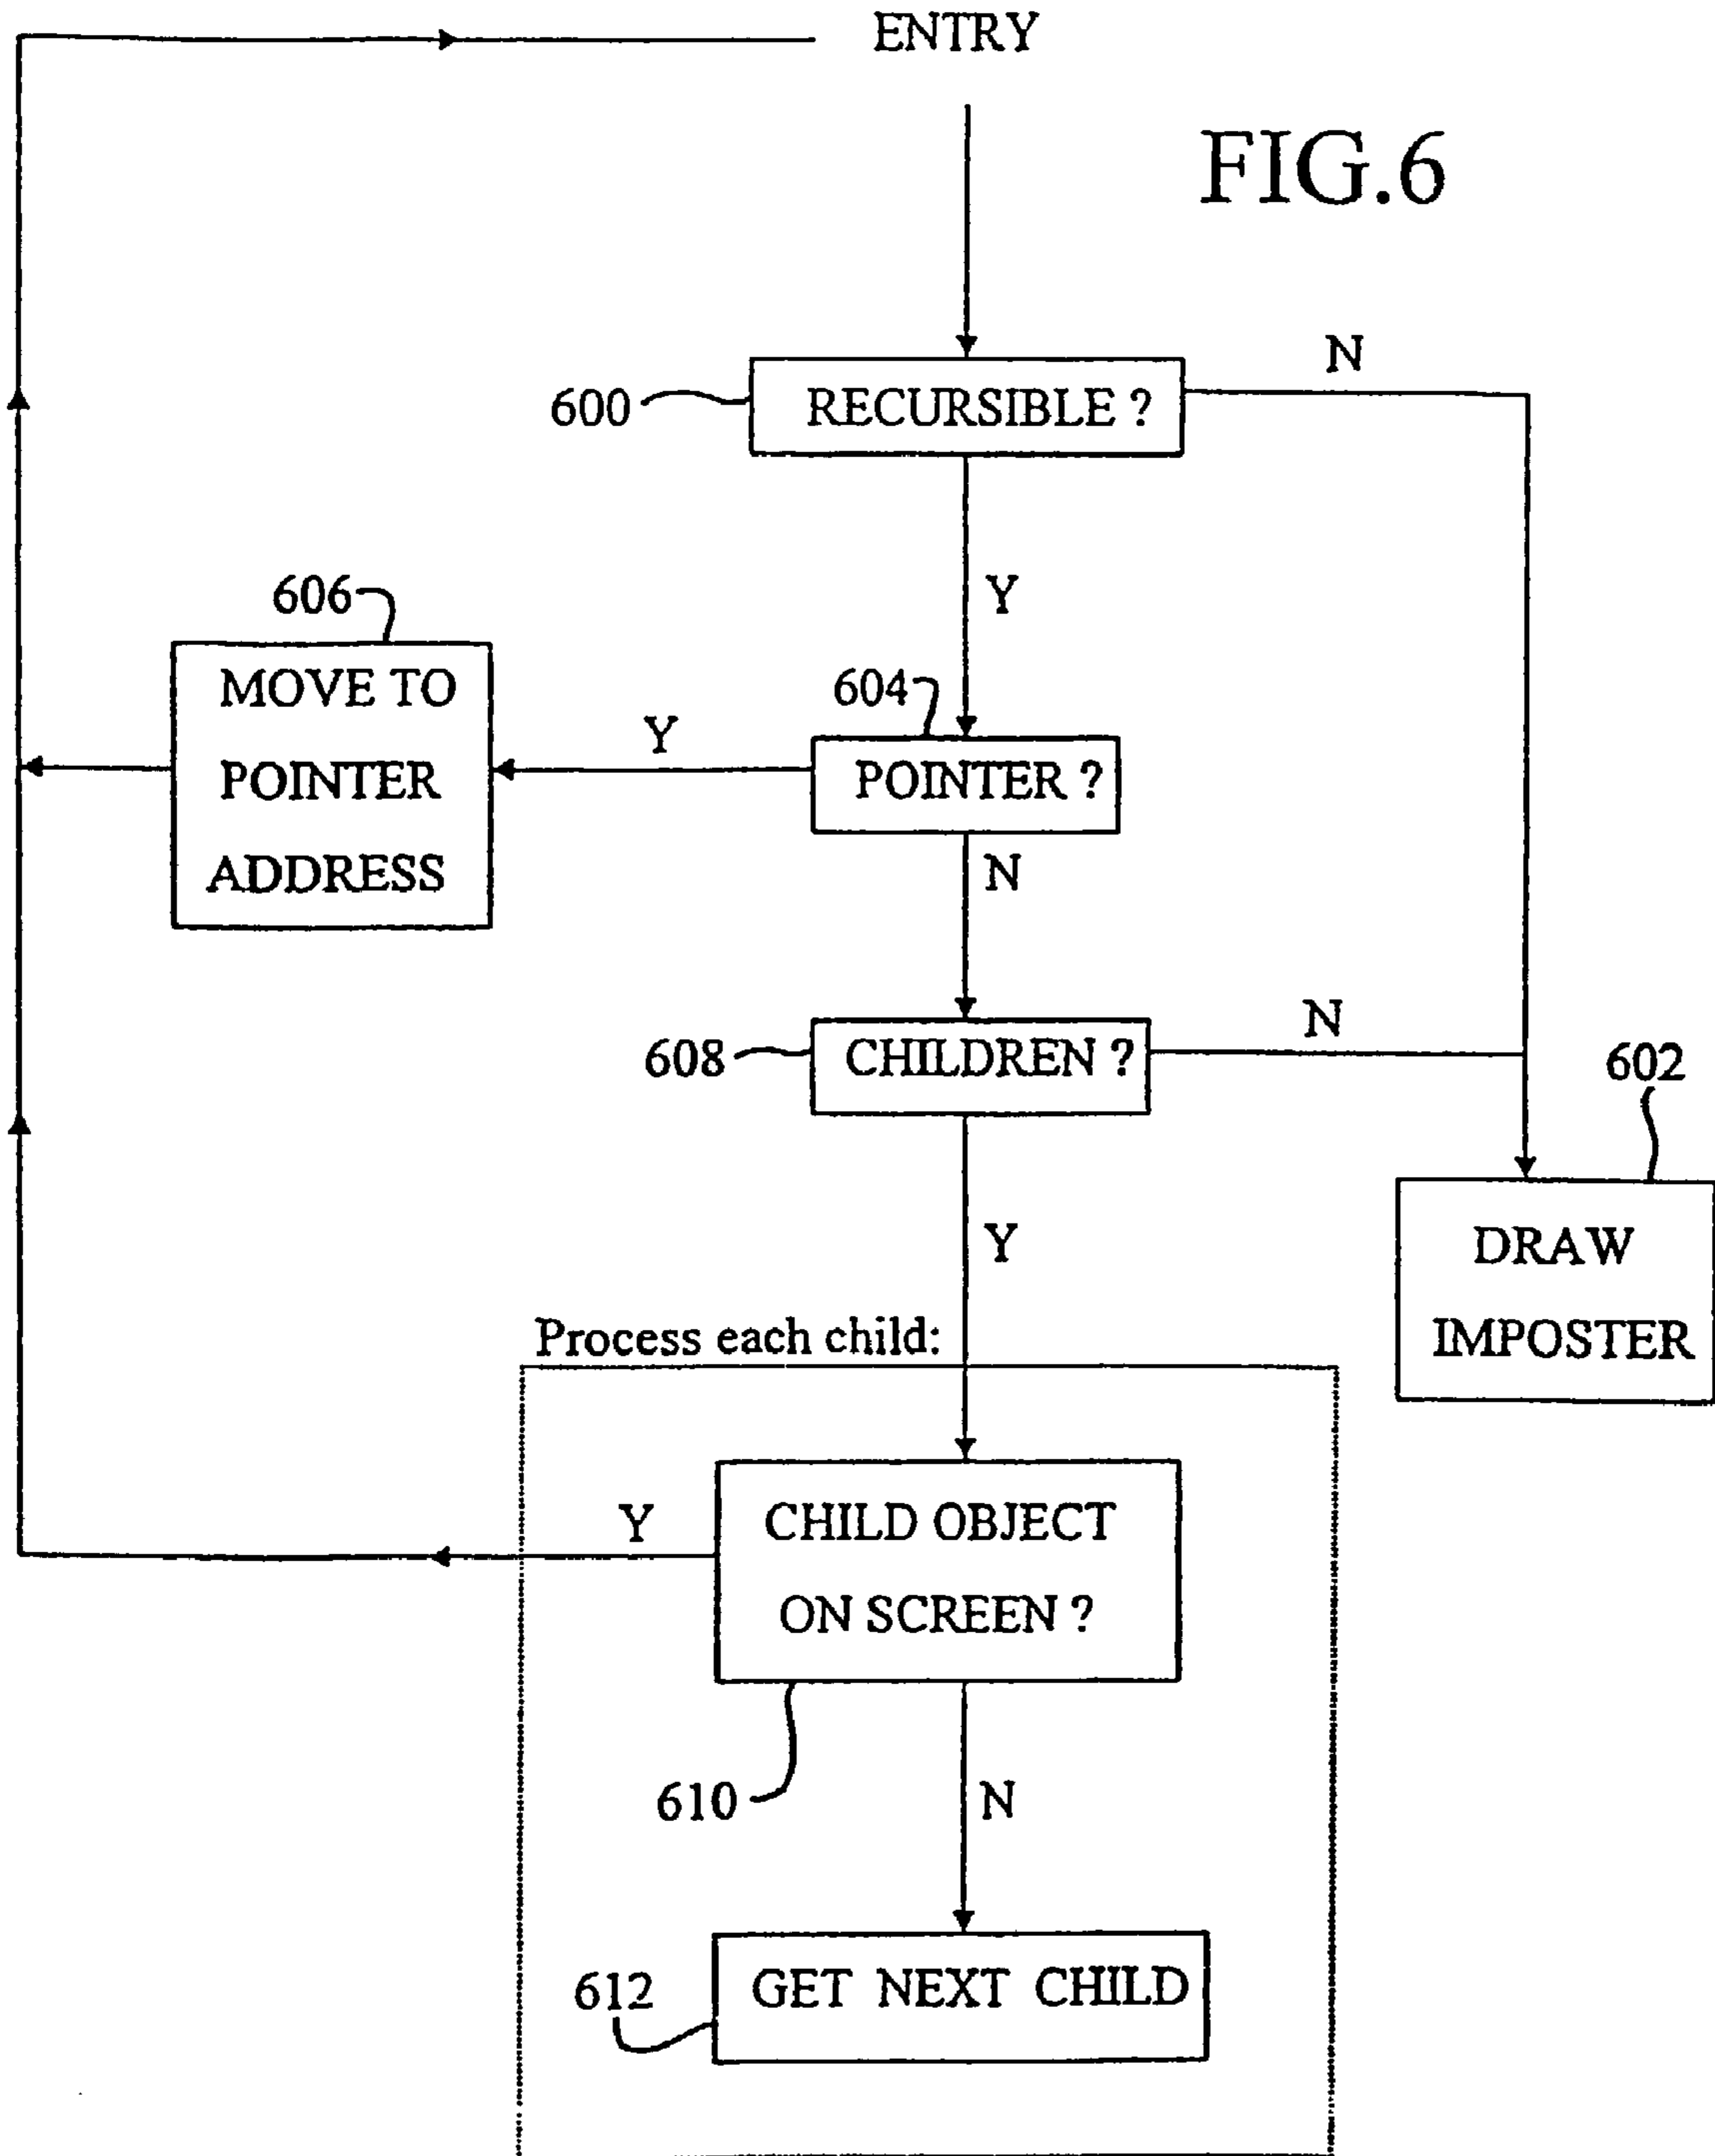 ENTRY
FIG.6
N
600
RECURSIBLE ?
Y
606
MOVE TO
POINTER
ADDRESS
Y
604
POINTER ?
N
608
CHILDREN ?
N
602
DRAW
IMPOSTER
Y
Process each child:
Y
CHILD OBJECT
ON SCREEN ?
610
N
612
GET NEXT CHILD